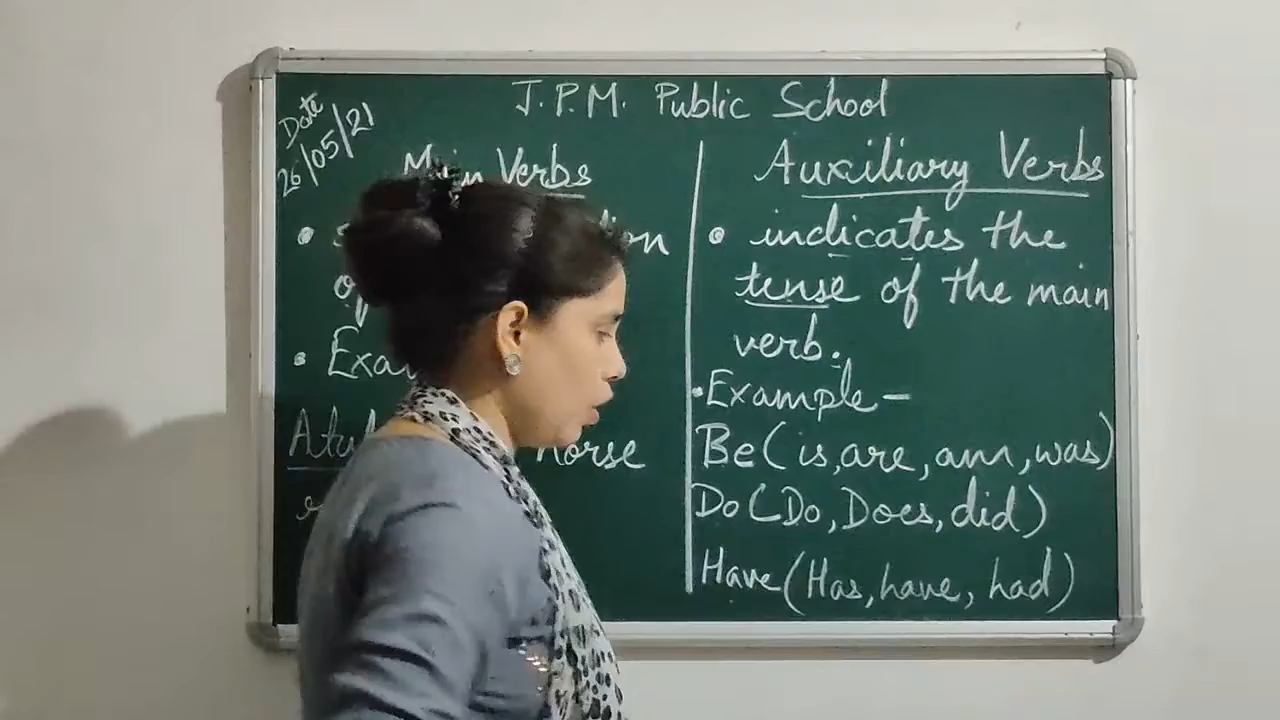 J.P.M. Public School
Date
26/05/21
Main Verbs
Atul horse
Auxiliary Verbs
• indicates the
tense of the main
verb.
• Example-
Be (is, are, am, was)
Do (Do, Does, did)
Have (Has, have, had)